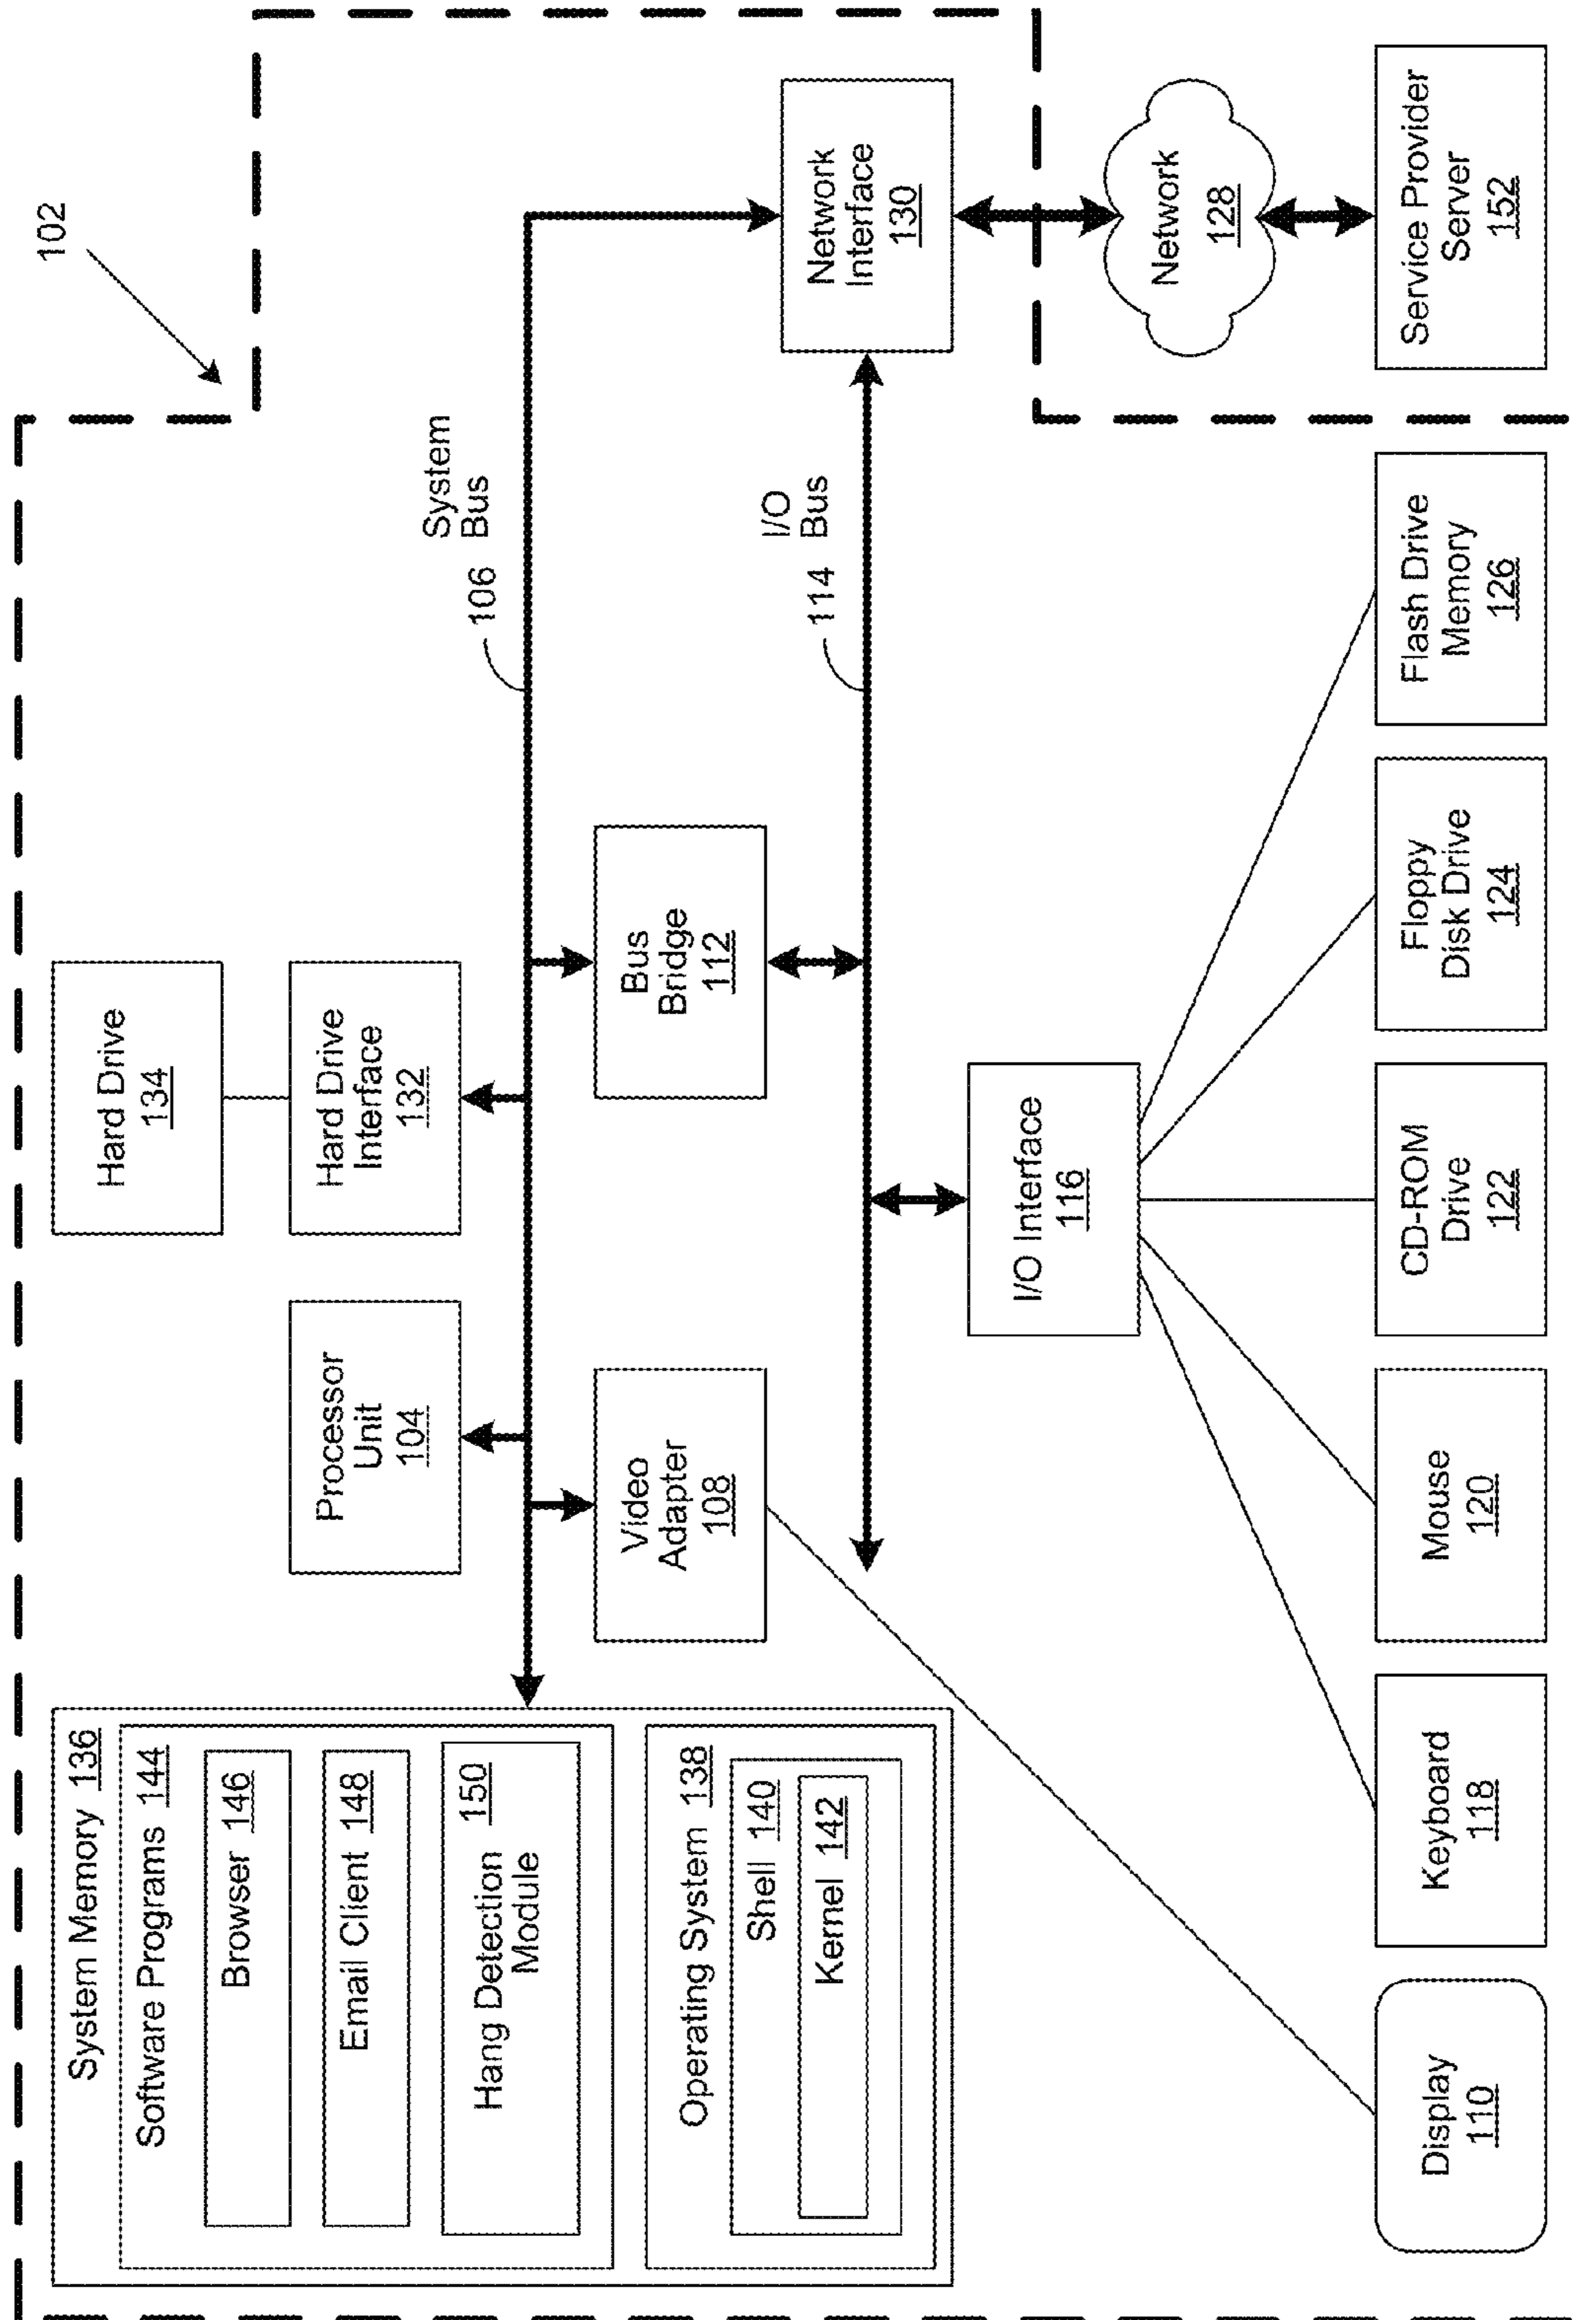 102
System Memory 136
Software Programs 144
Browser 146
Email Client 148
Hang Detection
Module
150
Operating System 138
Shell 140
Kernel 142
Processor
Unit
104
Hard Drive
134
Hard Drive
Interface
132
System
Bus
106
Video
Adapter
108
Bus
Bridge
112
I/O
Bus
114
Network
Interface
130
I/O Interface
116
Network
128
Display
110
Keyboard
118
Mouse
120
CD-ROM
Drive
122
Floppy
Disk Drive
124
Flash Drive
Memory
126
Service Provider
Server
152